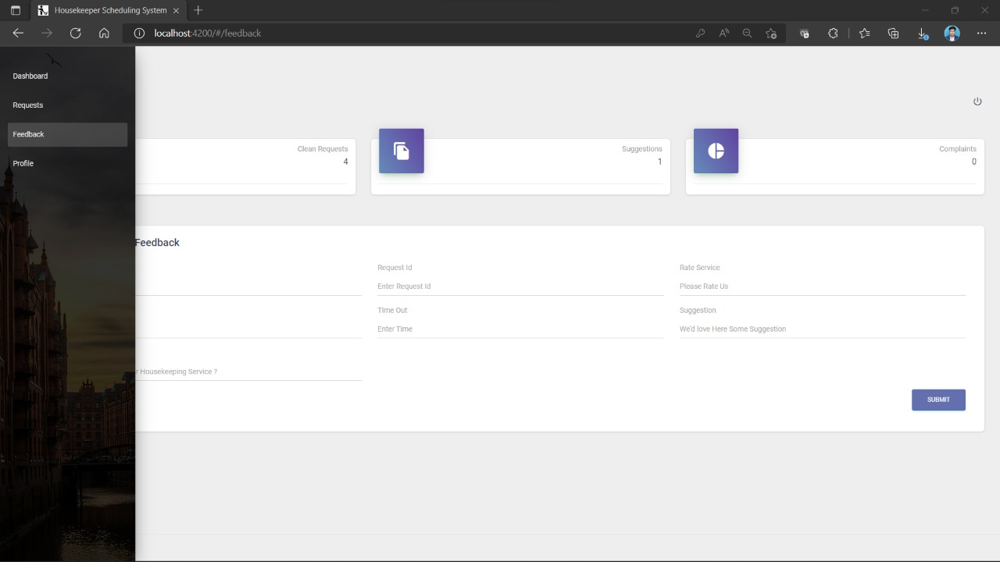 Housekeeper Scheduling System
localhost:4200/#/feedback
Dashboard
Requests
Feedback
Profile
Clean Requests
4
Suggestions
1
Complaints
0
Feedback
Request Id
Rate Service
Enter Request Id
Please Rate Us
Time Out
Suggestion
Enter Time
We'd love Here Some Suggestion
Housekeeping Service ?
SUBMIT